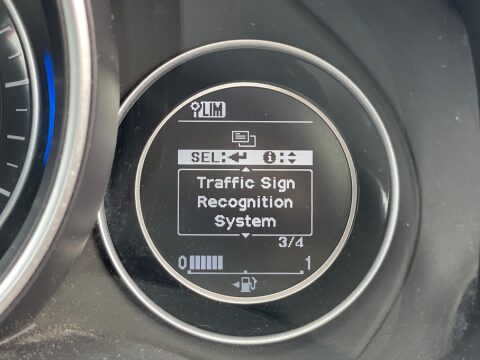 LIM
SEL:
i:
Traffic Sign
Recognition
System
3/4
0 1